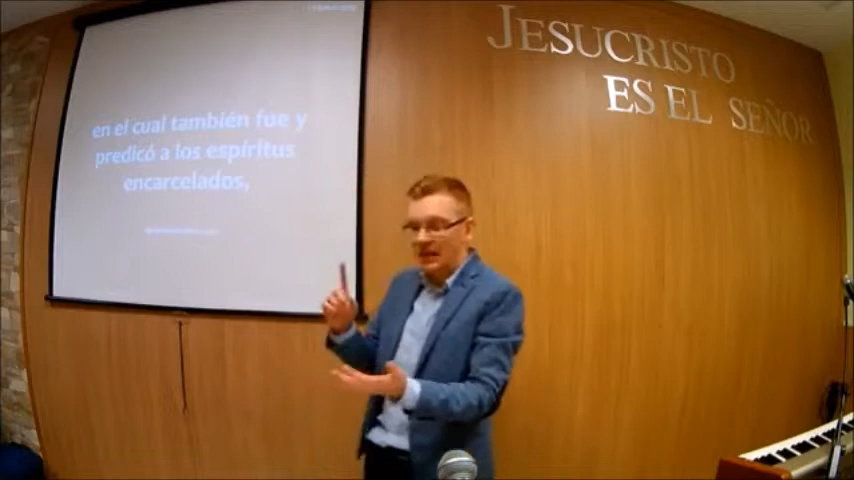 en el cual también fue y
predicó a los espíritus
encarcelados,
JESUCRISTO
ES EL SEÑOR